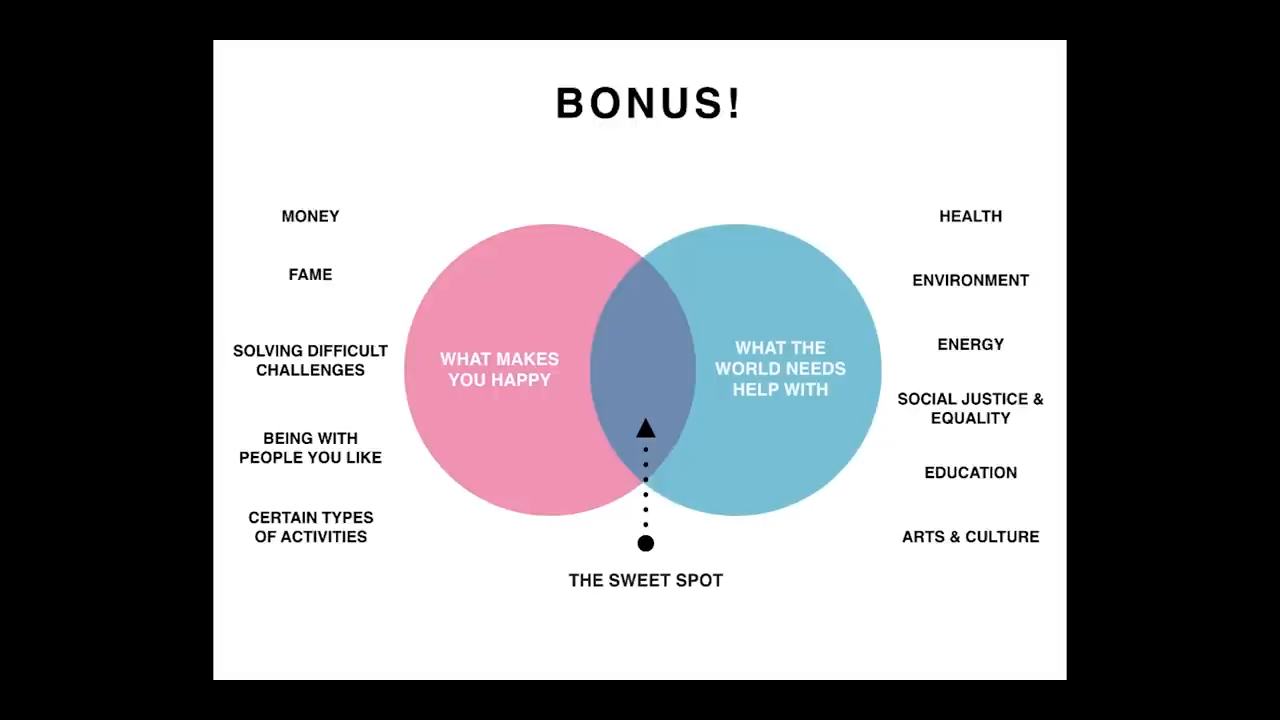 BONUS!
MONEY
FAME
SOLVING DIFFICULT
CHALLENGES
BEING WITH
PEOPLE YOU LIKE
CERTAIN TYPES
OF ACTIVITIES
WHAT MAKES
YOU HAPPY
WHAT THE
WORLD NEEDS
HELP WITH
HEALTH
ENVIRONMENT
ENERGY
SOCIAL JUSTICE &
EQUALITY
EDUCATION
ARTS & CULTURE
THE SWEET SPOT